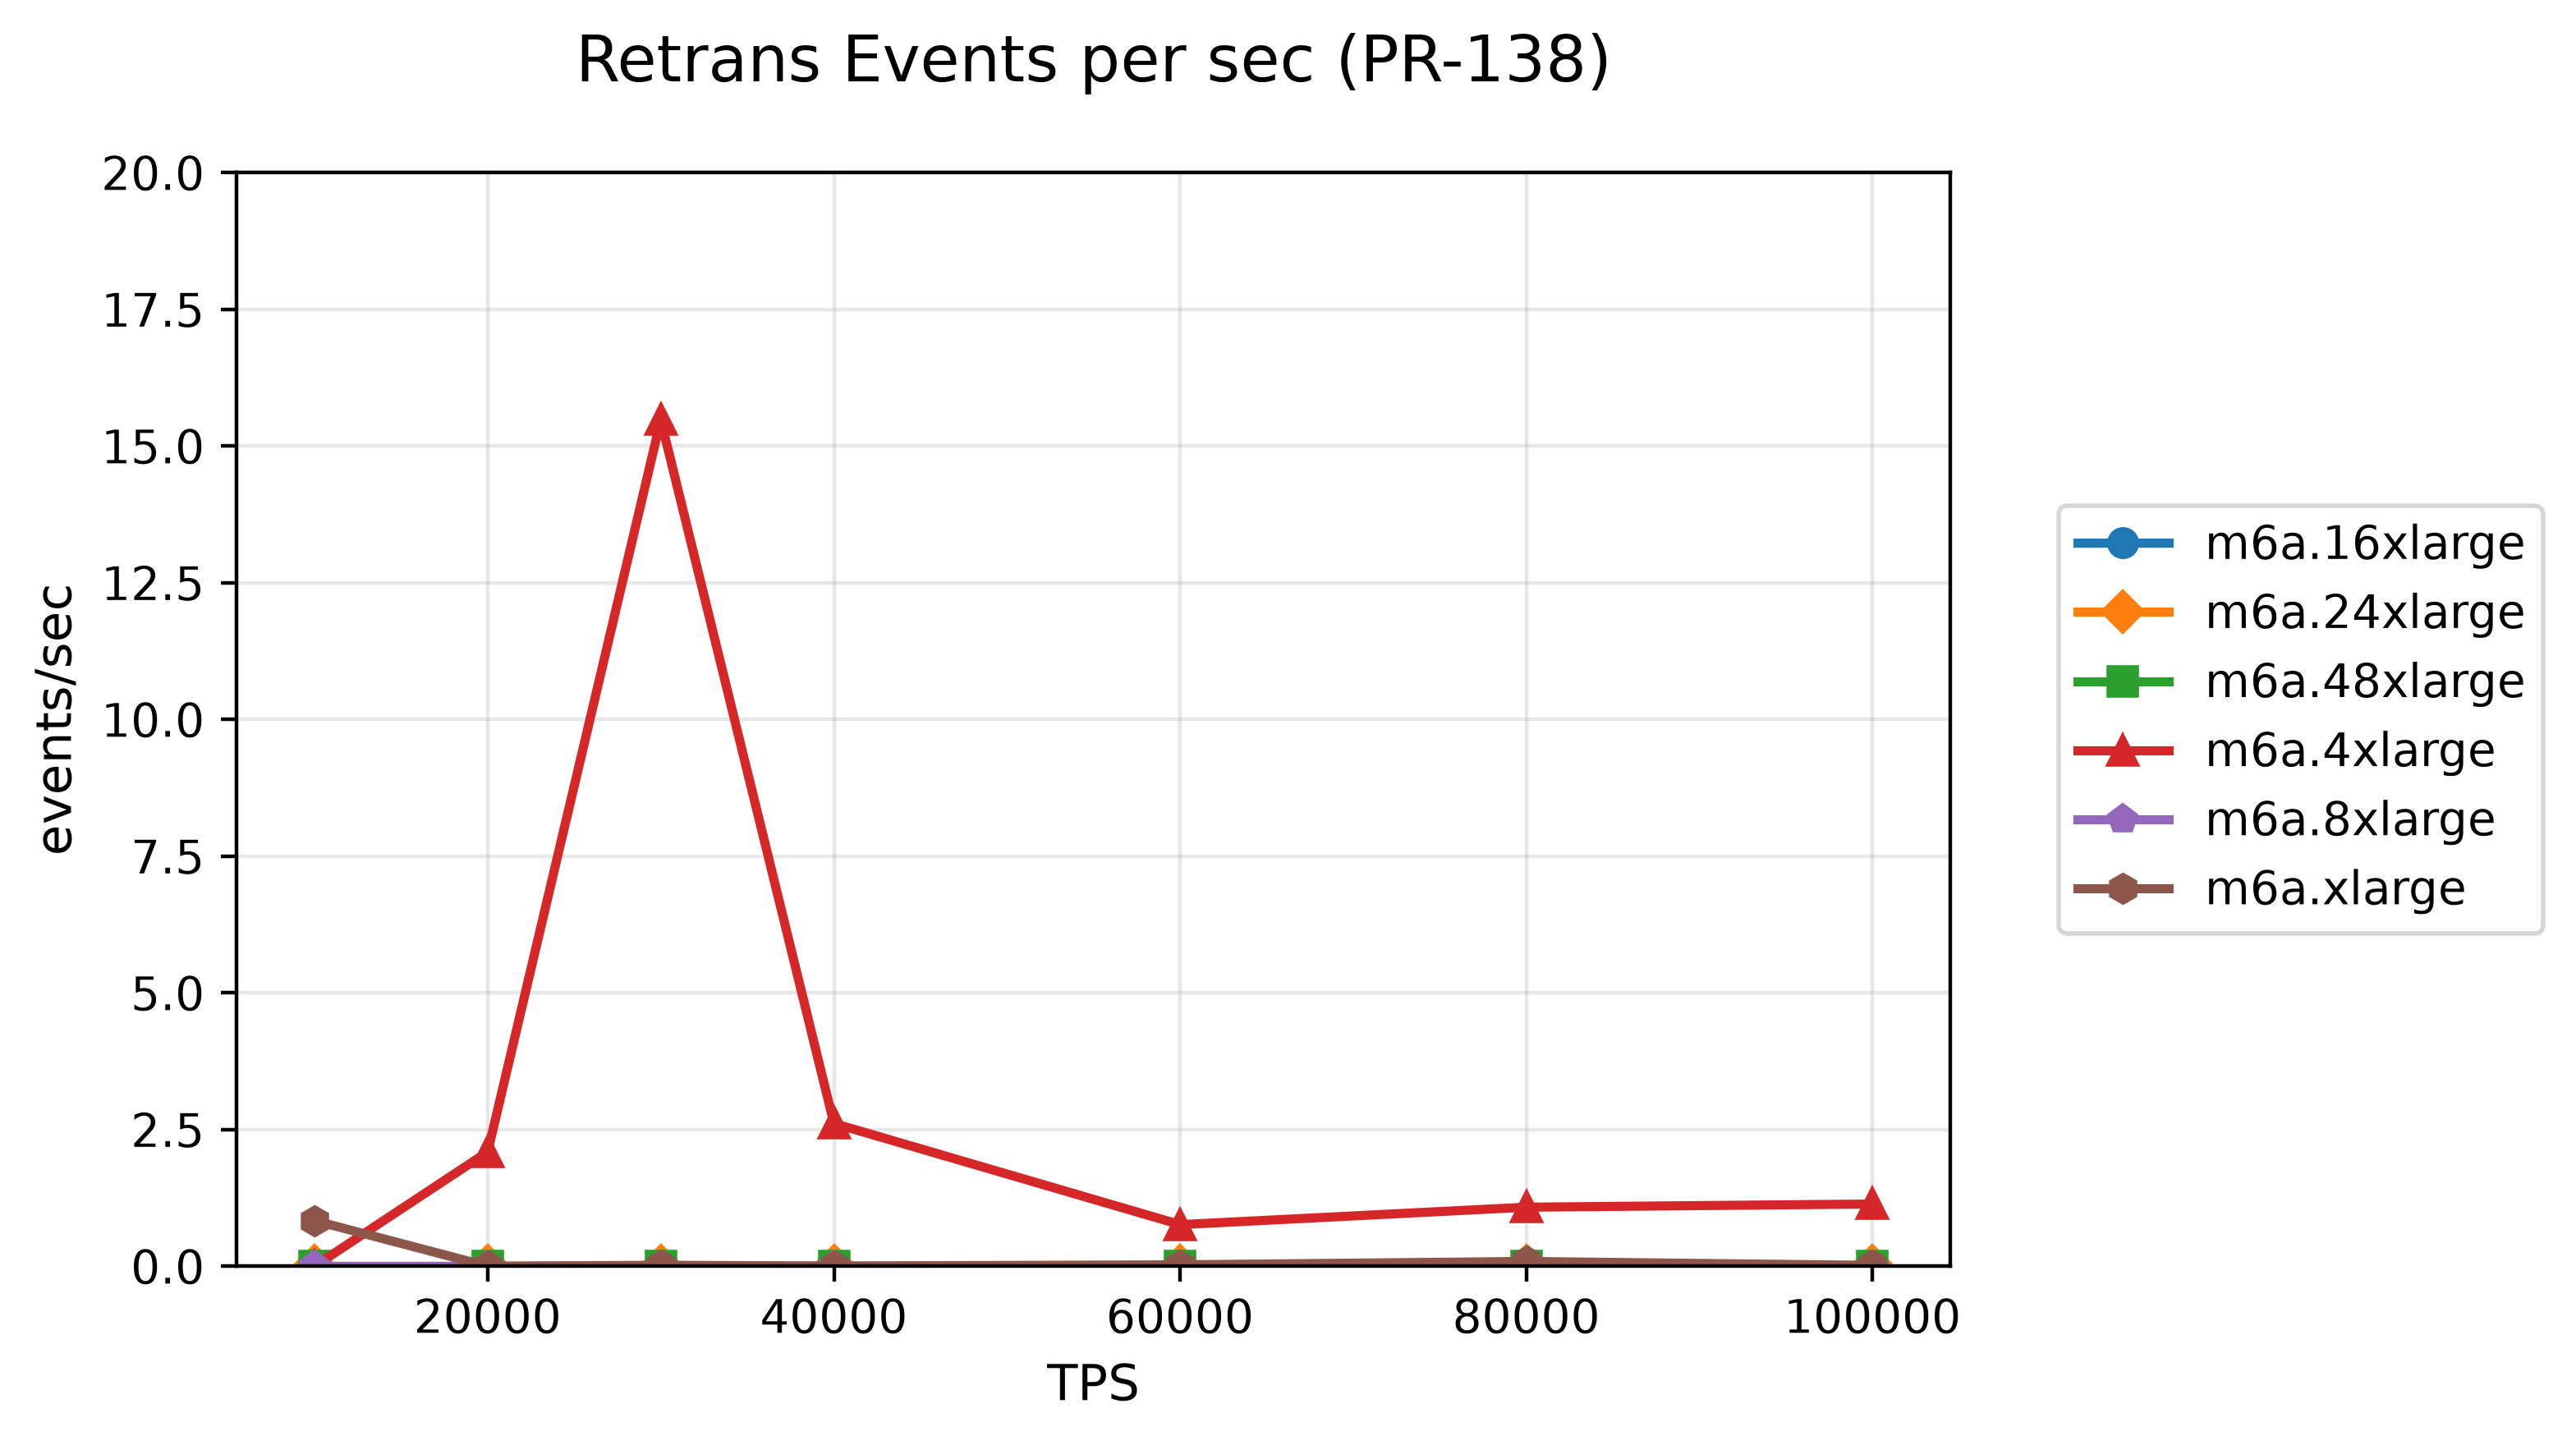 Retrans Events per sec (PR-138)
20.0
17.5
15.0
12.5
10.0
7.5
5.0
2.5
0.0
events/sec
20000 40000 60000 80000 100000
TPS
m6a.16xlarge
m6a.24xlarge
m6a.48xlarge
m6a.4xlarge
m6a.8xlarge
m6a.xlarge